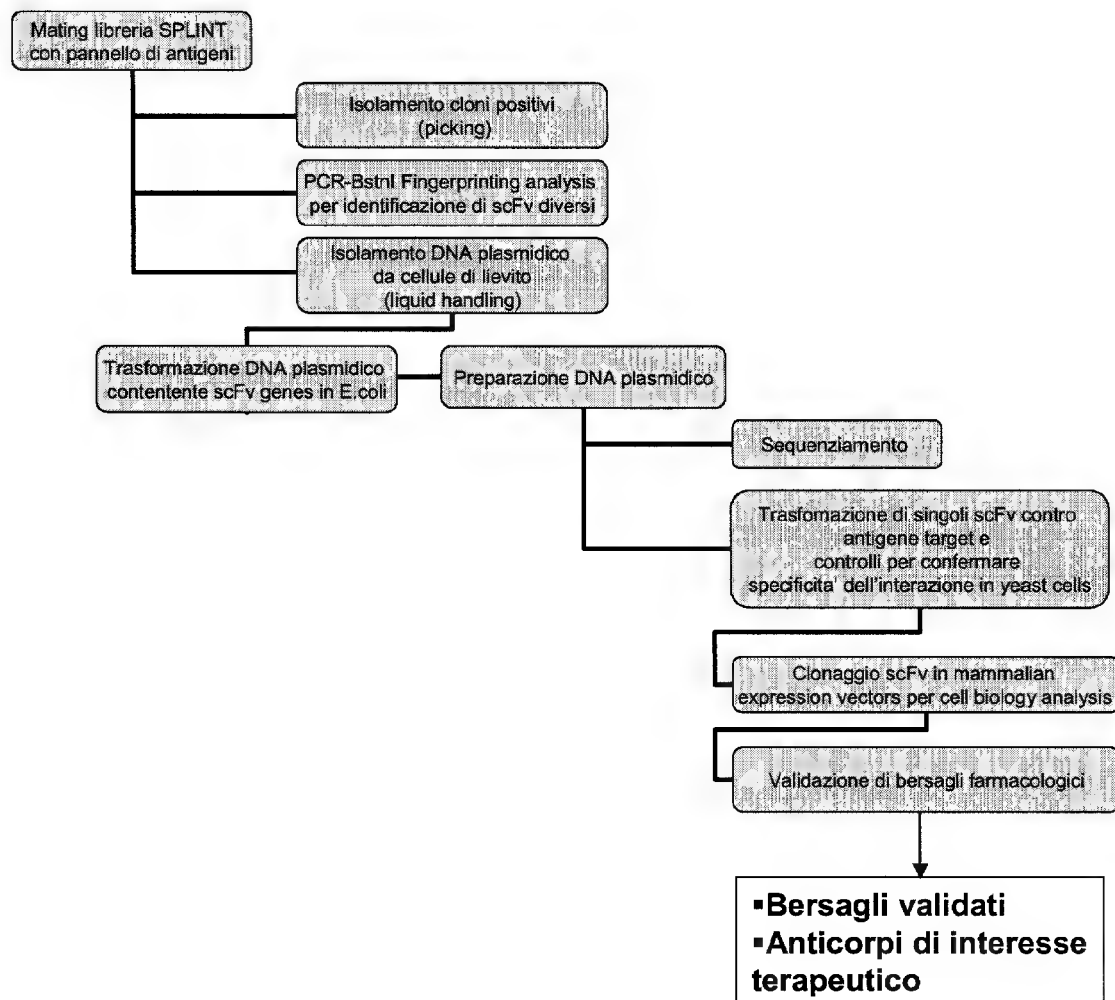 Mating libreria SPLINT
con pannello di antigeni
Isolamento cloni positivi
(picking)
PCR-BstnI Fingerprinting analysis
per identificazione di scFv diversi
Isolamento DNA plasmidico
da cellule di lievito
(liquid handling)
Trasformazione DNA plasmidico
contentente scFv genes in E.coli
Preparazione DNA plasmidico
Sequenziamento
Trasfomazione di singoli scFv contro
antigene target e
controlli per confermare
specificita' dell'interazione in yeast cells
Clonaggio scFv in mammalian
expression vectors per cell biology analysis
Validazione di bersagli farmacologici
▪Bersagli validati
▪Anticorpi di interesse
terapeutico